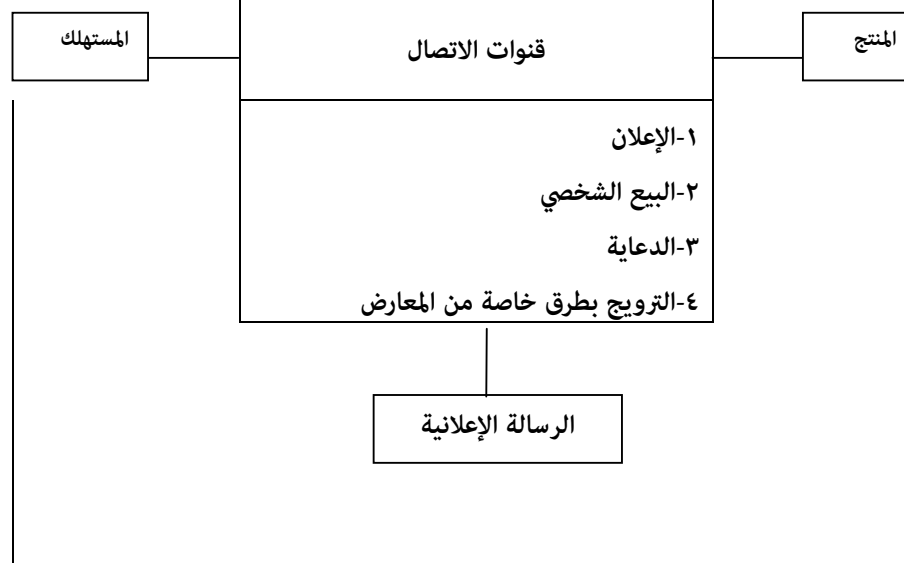 المنتج
قنوات الاتصال
المستهلك
١-الإعلان
٢-البيع الشخصي
٣-الدعاية
٤-الترويج بطرق خاصة من المعارض
الرسالة الإعلانية